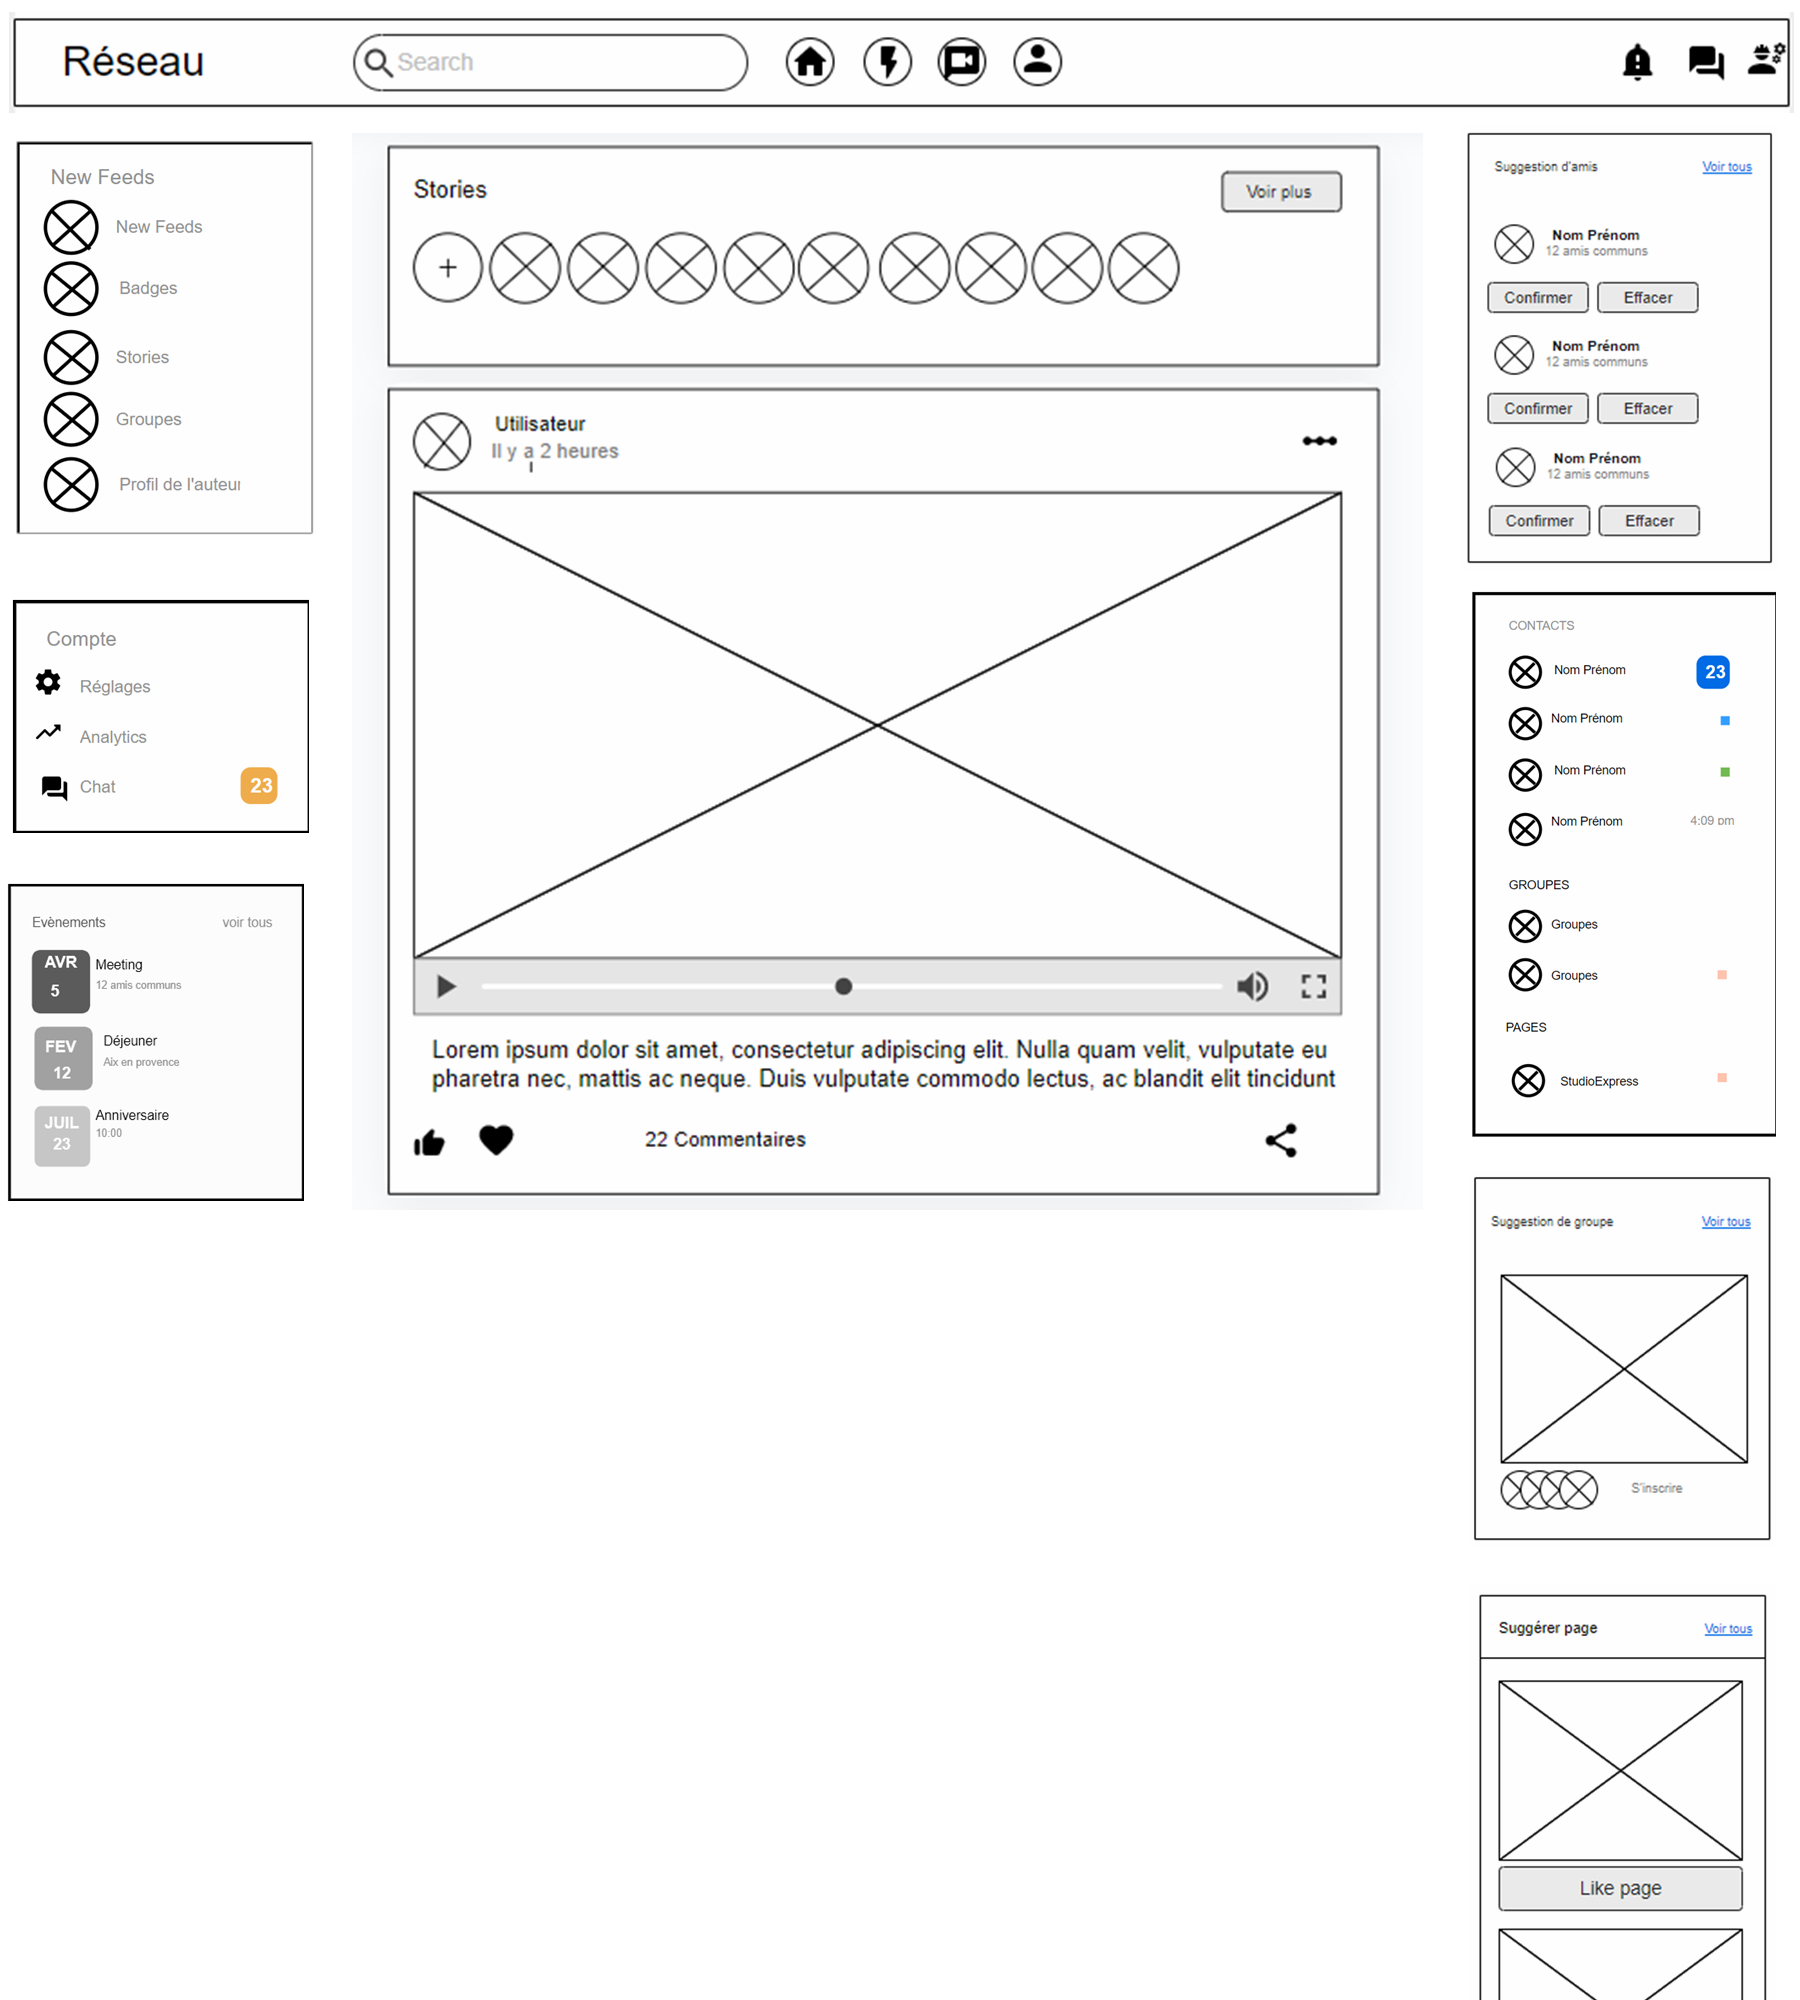 Réseau
Search
New Feeds
New Feeds
Badges
Stories
Groupes
Profil de l'auteur
Compte
Réglages
Analytics
Chat
23
Evènements
voir tous
AVR
5
Meeting
12 amis communs
FEV
12
Déjeuner
Aix en provence
JUIL
23
Anniversaire
10:00
Stories
Voir plus
Utilisateur
Il y a 2 heures
Lorem ipsum dolor sit amet, consectetur adipiscing elit. Nulla quam velit, vulputate eu
pharetra nec, mattis ac neque. Duis vulputate commodo lectus, ac blandit elit tincidunt
22 Commentaires
Suggestion d'amis
Voir tous
Nom Prénom
12 amis communs
Confirmer
Effacer
Nom Prénom
12 amis communs
Confirmer
Effacer
Nom Prénom
12 amis communs
Confirmer
Effacer
CONTACTS
Nom Prénom
23
Nom Prénom
Nom Prénom
Nom Prénom
4:09 pm
GROUPES
Groupes
Groupes
PAGES
StudioExpress
Suggestion de groupe
Voir tous
S'inscrire
Suggérer page
Voir tous
Like page